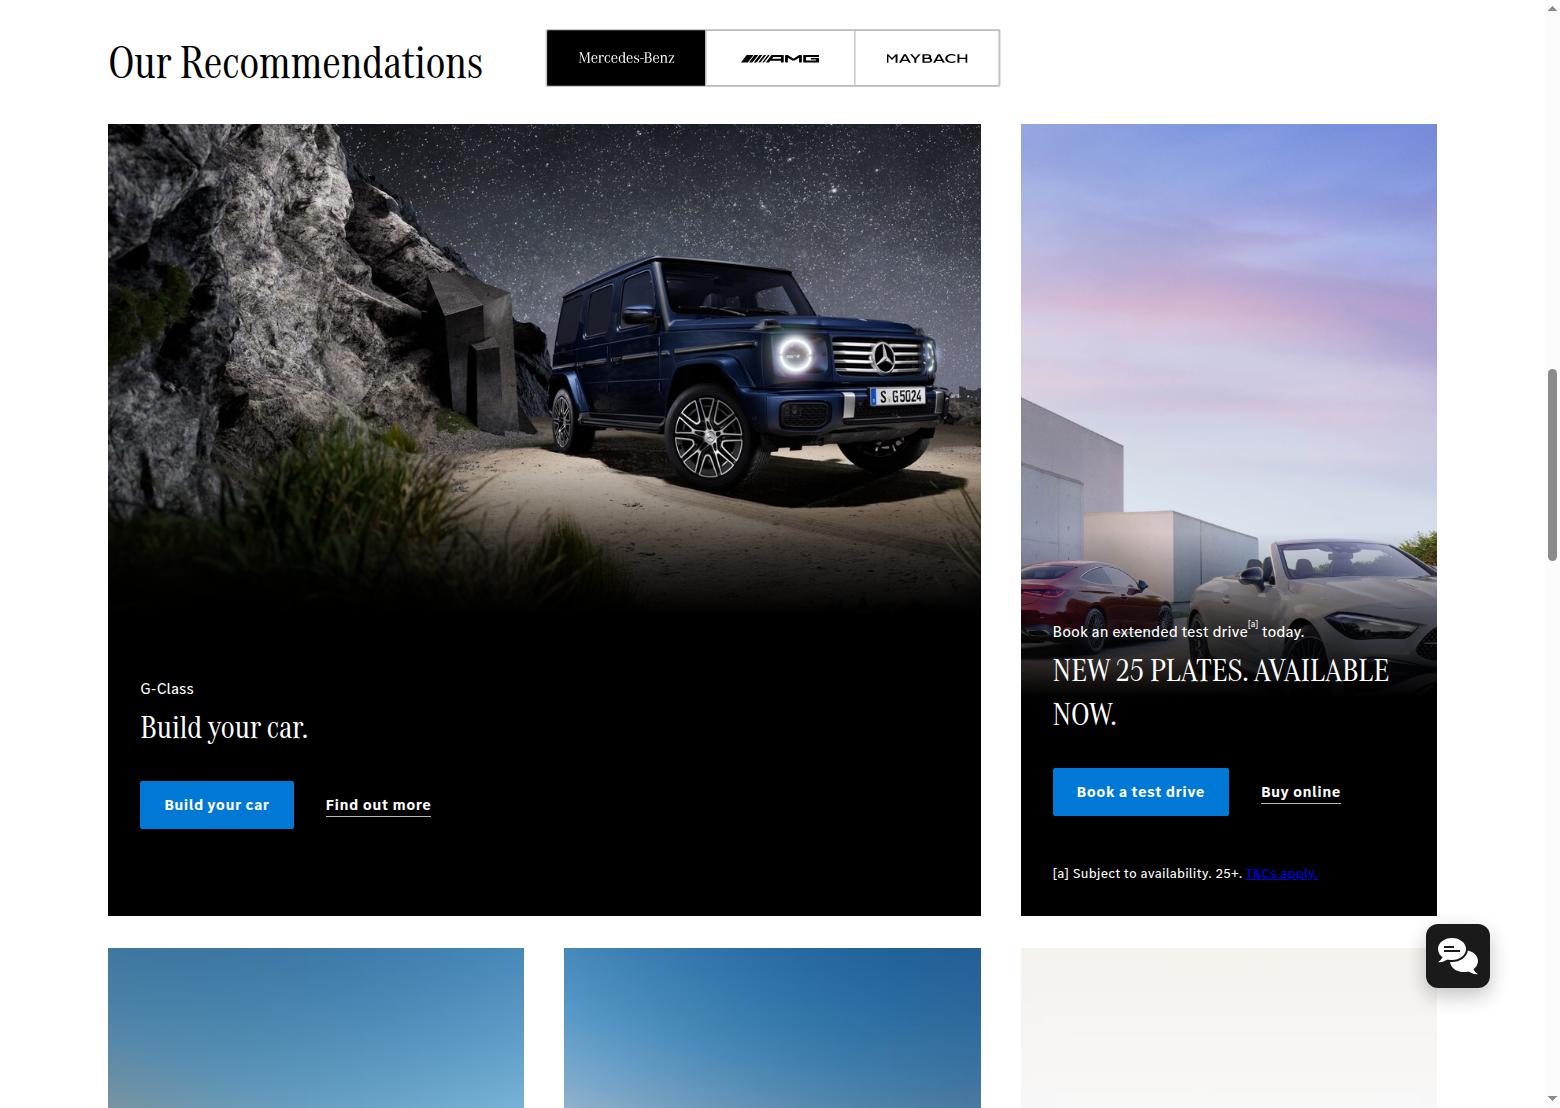 Our Recommendations
Mercedes-Benz
AMG
MAYBACH
S G 5024
G-Class
Build your car.
Build your car
Find out more
Book an extended test drive[a] today.
NEW 25 PLATES. AVAILABLE
NOW.
Book a test drive
Buy online
[a] Subject to availability. 25+. T&Cs apply.